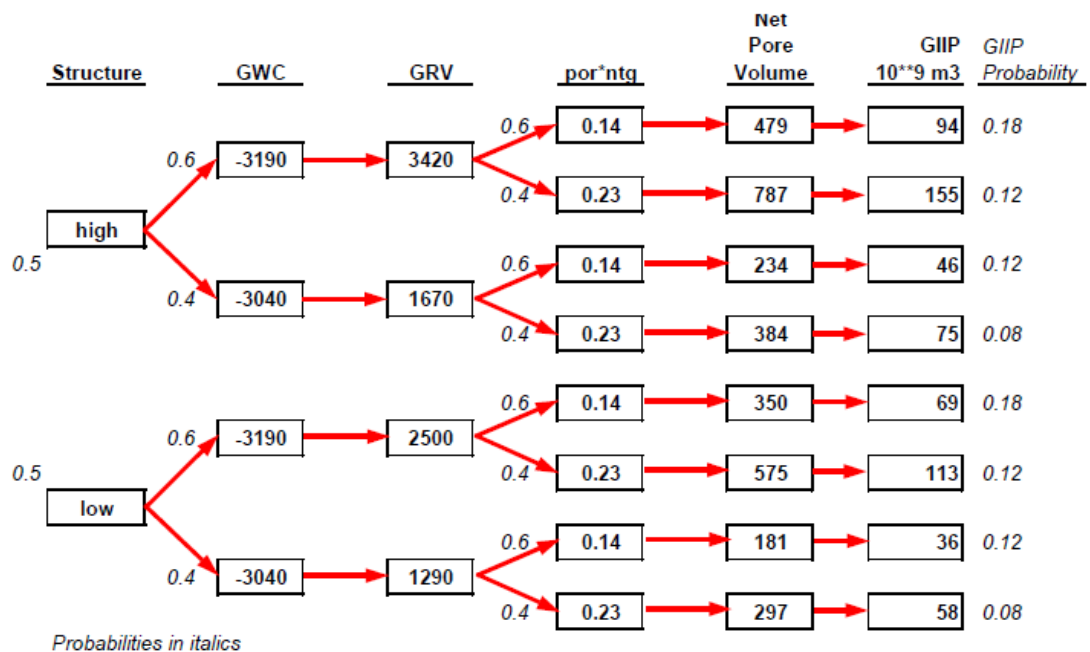 Net
Pore GIIP GIIP
Structure GWC GRV por*ntg Volume 10**9 m3 Probability
0.6 0.14 479 94 0.18
0.6 -3190 3420
0.4 0.23 787 155 0.12
high
0.5
0.6 0.14 234 46 0.12
0.4 -3040 1670
0.4 0.23 384 75 0.08
0.6 0.14 350 69 0.18
0.6 -3190 2500
0.5 0.4 0.23 575 113 0.12
low
0.6 0.14 181 36 0.12
0.4 -3040 1290
0.4 0.23 297 58 0.08
Probabilities in italics